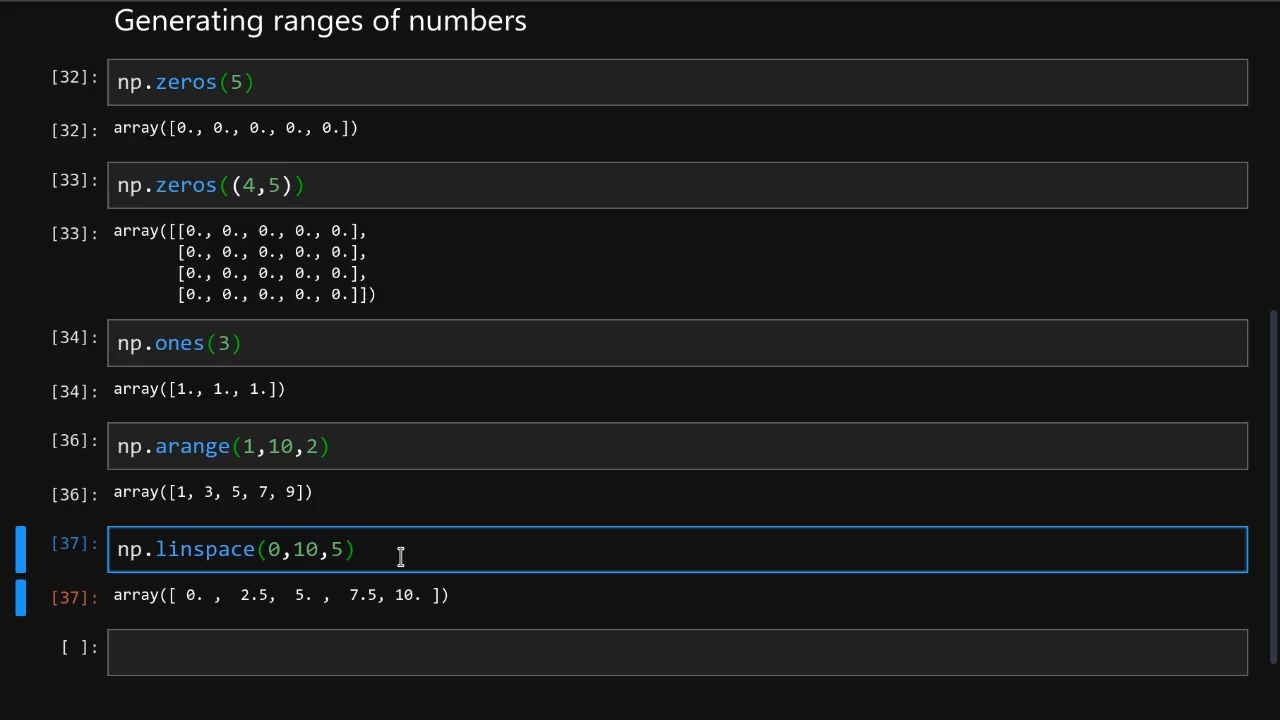 Generating ranges of numbers
[32]: np.zeros(5)
[32]: array([0., 0., 0., 0., 0.])
[33]: np.zeros((4,5))
[33]: array([[0., 0., 0., 0., 0.],
[0., 0., 0., 0., 0.],
[0., 0., 0., 0., 0.],
[0., 0., 0., 0., 0.]])
[34]: np.ones(3)
[34]: array([1., 1., 1.])
[36]: np.arange(1,10,2)
[36]: array([1, 3, 5, 7, 9])
[37]: np.linspace(0,10,5)
[37]: array([ 0. ,  2.5,  5. ,  7.5, 10. ])
[ ]: